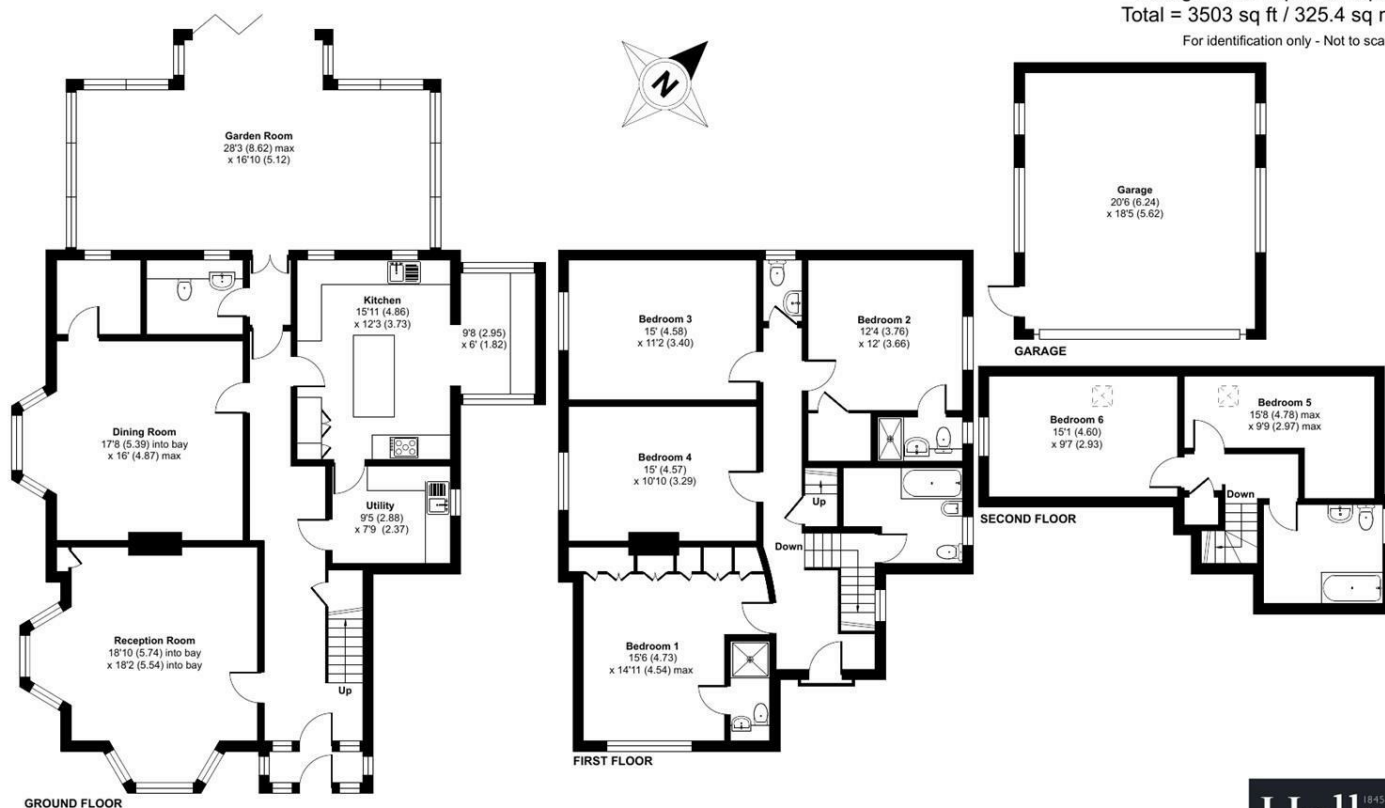 Total = 3503 sq ft / 325.4 sq
For identification only - Not to
N
Garden Room
28'3 (8.62) max
x 16'10 (5.12)
Kitchen
15'11 (4.86)
x 12'3 (3.73)
9'8 (2.95)
x 6' (1.82)
Dining Room
17'8 (5.39) into bay
x 16' (4.87) max
Utility
9'5 (2.88)
x 7'9 (2.37)
Reception Room
18'10 (5.74) into bay
x 18'2 (5.54) into bay
Up
GROUND FLOOR
Bedroom 3
15' (4.58)
x 11'2 (3.40)
Bedroom 2
12'4 (3.76)
x 12' (3.66)
Bedroom 4
15' (4.57)
x 10'10 (3.29)
Up
Down
Bedroom 1
15'6 (4.73)
x 14'11 (4.54) max
FIRST FLOOR
Garage
20'6 (6.24)
x 18'5 (5.62)
GARAGE
Bedroom 6
15'1 (4.60)
x 9'7 (2.93)
Bedroom 5
15'8 (4.78) max
x 9'9 (2.97) max
Down
SECOND FLOOR
1845